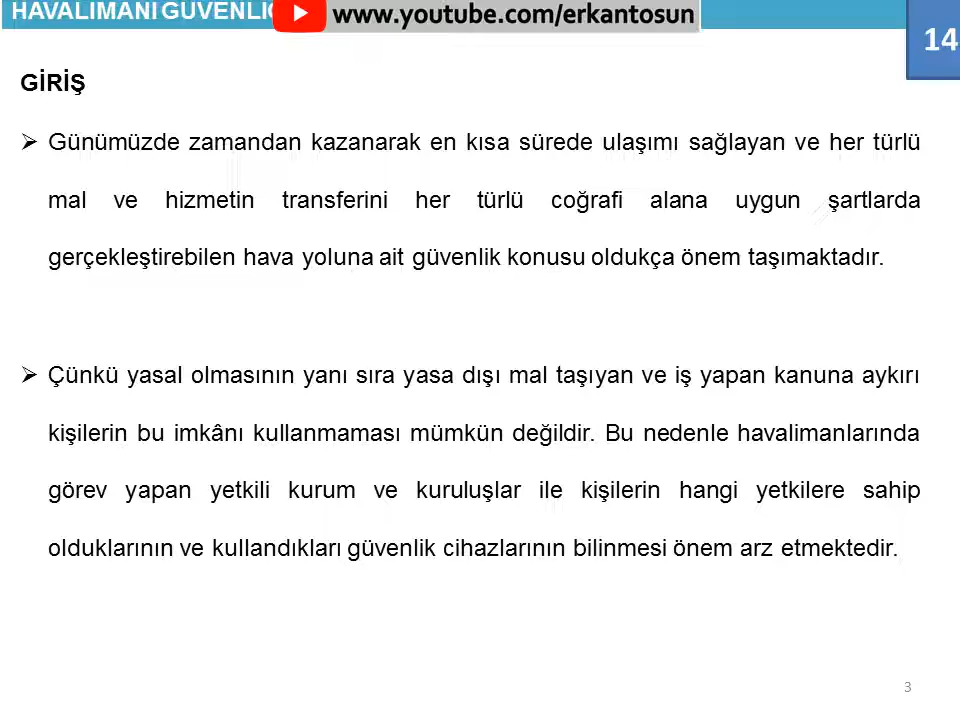 HAVALİMANI GÜVENLİĞ
www.youtube.com/erkantosun
14
GİRİŞ
➢ Günümüzde zamandan kazanarak en kısa sürede ulaşımı sağlayan ve her türlü
mal ve hizmetin transferini her türlü coğrafi alana uygun şartlarda
gerçekleştirebilen hava yoluna ait güvenlik konusu oldukça önem taşımaktadır.
➢ Çünkü yasal olmasının yanı sıra yasa dışı mal taşıyan ve iş yapan kanuna aykırı
kişilerin bu imkânı kullanmaması mümkün değildir. Bu nedenle havalimanlarında
görev yapan yetkili kurum ve kuruluşlar ile kişilerin hangi yetkilere sahip
olduklarının ve kullandıkları güvenlik cihazlarının bilinmesi önem arz etmektedir.
3